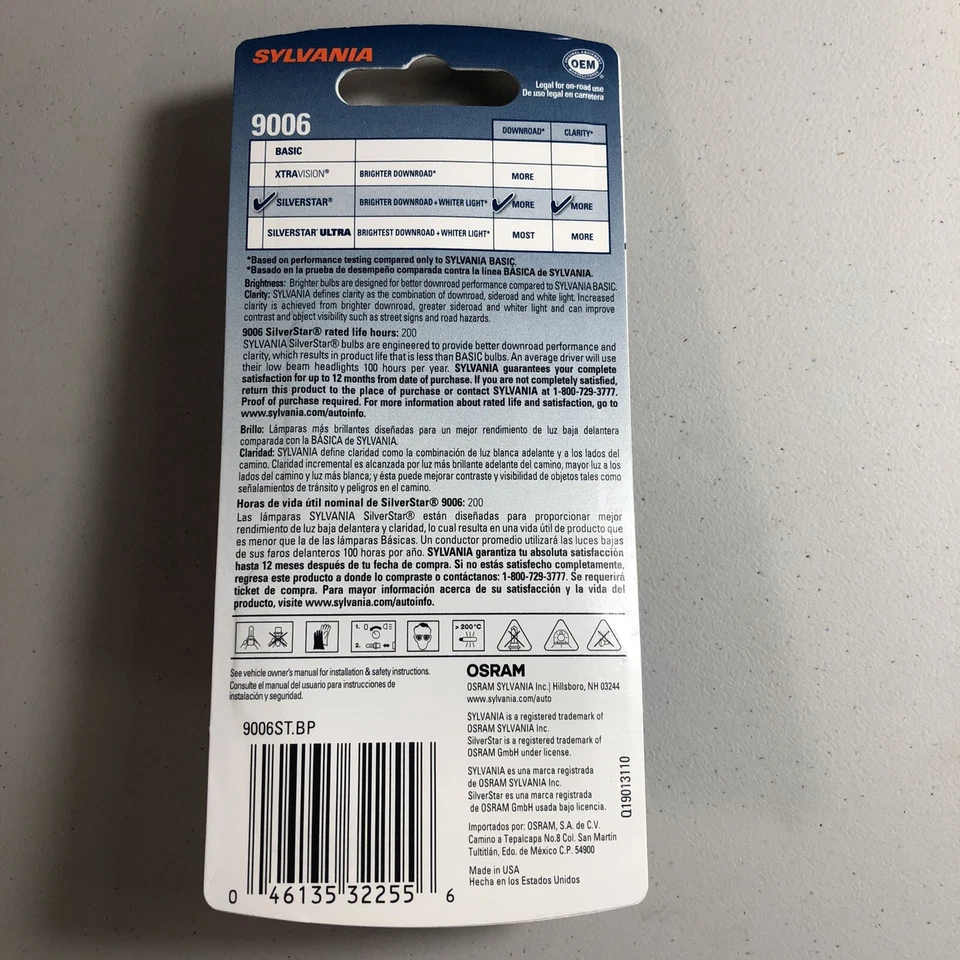 SYLVANIA
OEM
Legal for on-road use
De uso legal en carretera
9006
DOWNROAD* CLARITY*
BASIC
XTRAVISION® BRIGHTER DOWNROAD* MORE
SILVERSTAR® BRIGHTER DOWNROAD + WHITER LIGHT* MORE MORE
SILVERSTAR® ULTRA BRIGHTEST DOWNROAD + WHITER LIGHT* MOST MORE
*Based on performance testing compared only to SYLVANIA BASIC.
*Basado en la prueba de desempeño comparada contra la línea BÁSICA de SYLVANIA.
Brightness: Brighter bulbs are designed for better downroad performance compared to SYLVANIA BASIC.
Clarity: SYLVANIA defines clarity as the combination of downroad, sideroad and white light. Increased
clarity is achieved from brighter downroad, greater sideroad and whiter light and can improve
contrast and object visibility such as street signs and road hazards.
9006 SilverStar® rated life hours: 200
SYLVANIA SilverStar® bulbs are engineered to provide better downroad performance and
clarity, which results in product life that is less than BASIC bulbs. An average driver will use
their low beam headlights 100 hours per year. SYLVANIA guarantees your complete
satisfaction for up to 12 months from date of purchase. If you are not completely satisfied,
return this product to the place of purchase or contact SYLVANIA at 1-800-729-3777.
Proof of purchase required. For more information about rated life and satisfaction, go to
www.sylvania.com/autoinfo.
Brillo: Lámparas más brillantes diseñadas para un mejor rendimiento de luz baja delantera
comparada con la BÁSICA de SYLVANIA.
Claridad: SYLVANIA define claridad como la combinación de luz blanca adelante y a los lados del
camino. Claridad incremental es alcanzada por luz más brillante adelante del camino, mayor luz a los
lados del camino y luz más blanca; y ésta puede mejorar contraste y visibilidad de objetos tales como
señalamientos de tránsito y peligros en el camino.
Horas de vida útil nominal de SilverStar® 9006: 200
Las lámparas SYLVANIA SilverStar® están diseñadas para proporcionar mejor
rendimiento de luz baja delantera y claridad, lo cual resulta en una vida útil de producto que
es menor que la de las lámparas Básicas. Un conductor promedio utilizará las luces bajas
de sus faros delanteros 100 horas por año. SYLVANIA garantiza tu absoluta satisfacción
hasta 12 meses después de tu fecha de compra. Si no estás satisfecho completamente,
regresa este producto a donde lo compraste o contáctanos: 1-800-729-3777. Se requerirá
ticket de compra. Para mayor información acerca de su satisfacción y la vida del
producto, visite www.sylvania.com/autoinfo.
1. 0
2.
> 200 °C
See vehicle owner's manual for installation & safety instructions.
Consulte el manual del usuario para instrucciones de
instalación y seguridad.
9006ST.BP
0 46135 32255 6
OSRAM
OSRAM SYLVANIA Inc.| Hillsboro, NH 03244
www.sylvania.com/auto
SYLVANIA is a registered trademark of
OSRAM SYLVANIA Inc.
SilverStar is a registered trademark of
OSRAM GmbH under license.
SYLVANIA es una marca registrada
de OSRAM SYLVANIA Inc.
SilverStar es una marca registrada
de OSRAM GmbH usada bajo licencia.
Importados por: OSRAM, S.A. de C.V.
Camino a Tepalcapa No.8 Col. San Martin
Tultitlán, Edo. de México C.P. 54900
Made in USA
Hecho en los Estados Unidos
Q19013110